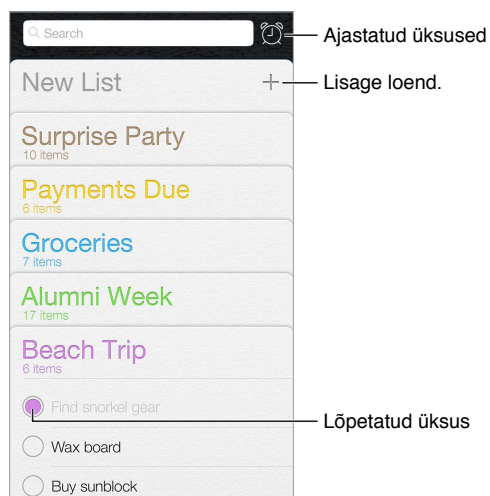 Search
Ajastatud üksused
New List
Lisage loend.
Surprise Party
10 items
Payments Due
6 items
Groceries
7 items
Alumni Week
17 items
Beach Trip
6 items
Find snorkel gear
Lõpetatud üksus
Wax board
Buy sunblock